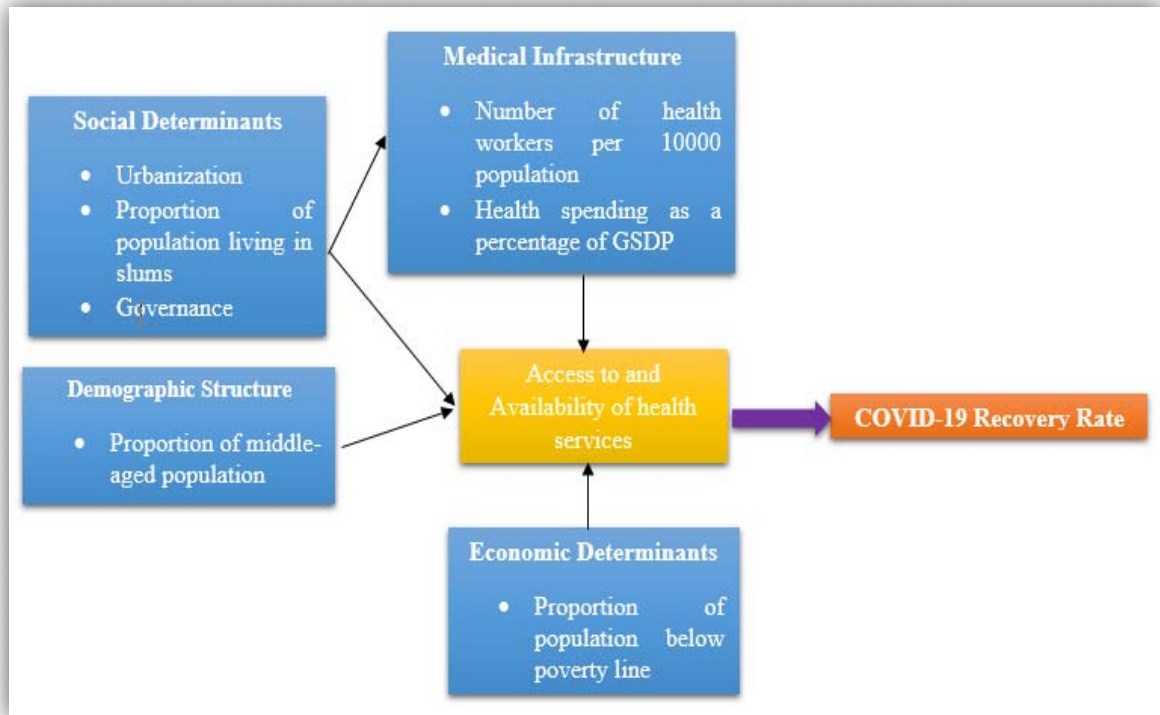 Medical Infrastructure
• Number of health
workers per 10000
population
• Health spending as a
percentage of GSDP
Social Determinants
• Urbanization
• Proportion of
population living in
slums
• Governance
Demographic Structure
• Proportion of middle-
aged population
Access to and
Availability of health
services
COVID-19 Recovery Rate
Economic Determinants
• Proportion of
population below
poverty line